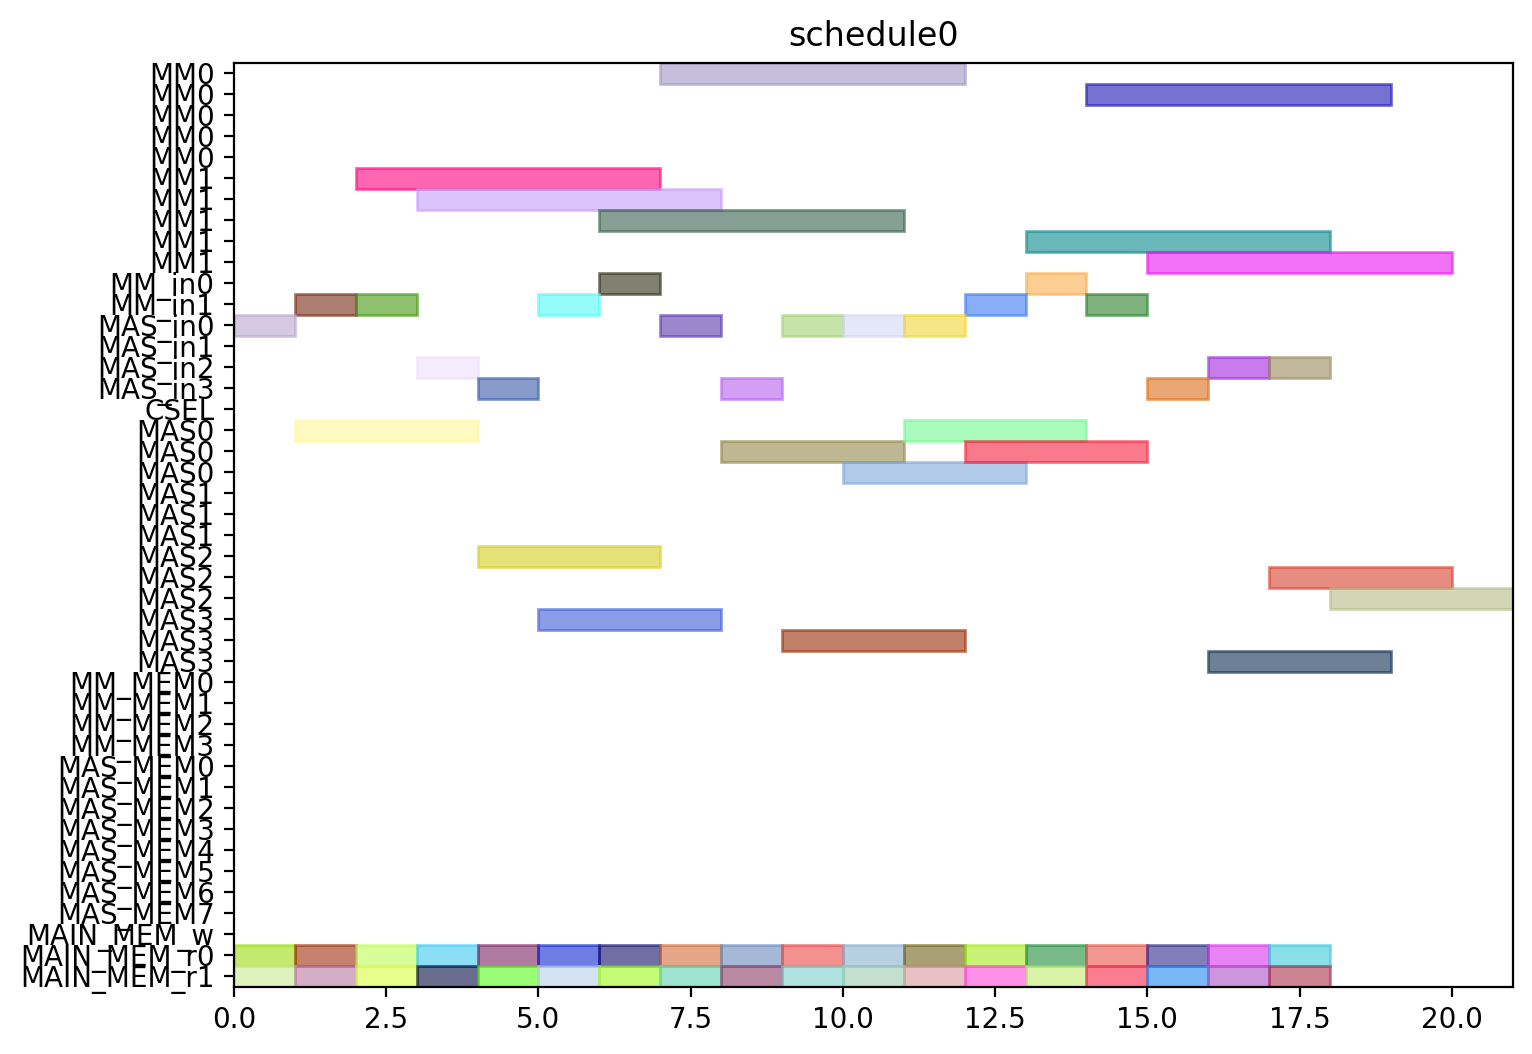 schedule0
MM0
MM0
MM0
MM0
MM0
MM1
MM1
MM1
MM1
MM1
MM_in0
MM_in1
MAS_in0
MAS_in1
MAS_in2
MAS_in3
CSEL
MAS0
MAS0
MAS0
MAS1
MAS1
MAS1
MAS2
MAS2
MAS2
MAS3
MAS3
MAS3
MM_MEM0
MM_MEM1
MM_MEM2
MM_MEM3
MAS_MEM0
MAS_MEM1
MAS_MEM2
MAS_MEM3
MAS_MEM4
MAS_MEM5
MAS_MEM6
MAS_MEM7
MAIN_MEM_w
MAIN_MEM_r0
MAIN_MEM_r1
0.0 2.5 5.0 7.5 10.0 12.5 15.0 17.5 20.0